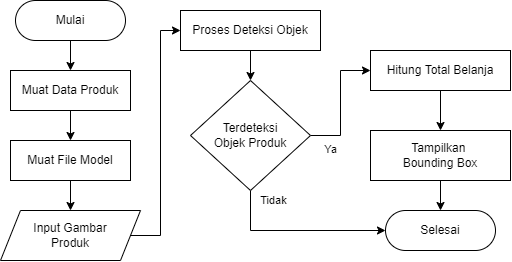 Mulai
Muat Data Produk
Muat File Model
Input Gambar
Produk
Proses Deteksi Objek
Terdeteksi
Objek Produk
Ya
Tidak
Hitung Total Belanja
Tampilkan
Bounding Box
Selesai